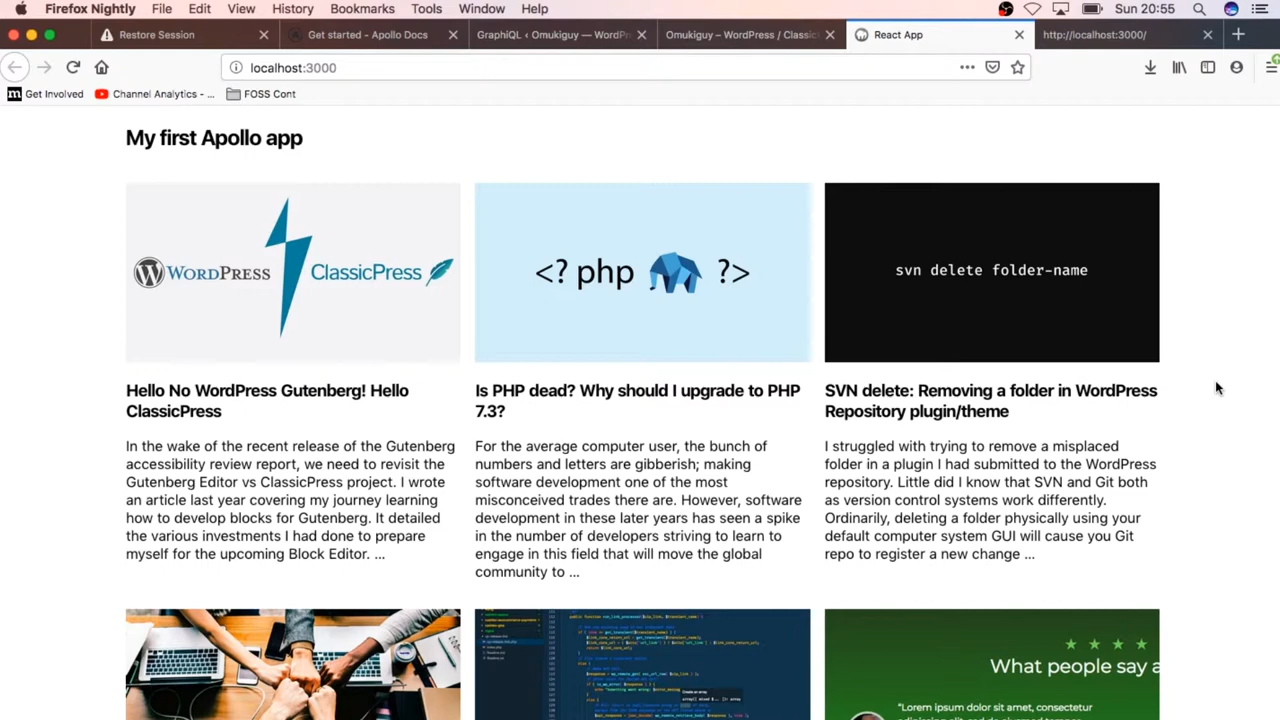 Firefox Nightly File Edit View History Bookmarks Tools Window Help Sun 20:55
Restore Session Get started - Apollo Docs GraphiQL ‹ Omukiguy — WordPr Omukiguy – WordPress / Classic React App http://localhost:3000/
localhost:3000
Get Involved Channel Analytics - ... FOSS Cont
My first Apollo app
WORDPRESS ClassicPress
<? php ?>
svn delete folder-name
Hello No WordPress Gutenberg! Hello
ClassicPress
In the wake of the recent release of the Gutenberg
accessibility review report, we need to revisit the
Gutenberg Editor vs ClassicPress project. I wrote
an article last year covering my journey learning
how to develop blocks for Gutenberg. It detailed
the various investments I had done to prepare
myself for the upcoming Block Editor. ...
Is PHP dead? Why should I upgrade to PHP
7.3?
For the average computer user, the bunch of
numbers and letters are gibberish; making
software development one of the most
misconceived trades there are. However, software
development in these later years has seen a spike
in the number of developers striving to learn to
engage in this field that will move the global
community to ...
SVN delete: Removing a folder in WordPress
Repository plugin/theme
I struggled with trying to remove a misplaced
folder in a plugin I had submitted to the WordPress
repository. Little did I know that SVN and Git both
as version control systems work differently.
Ordinarily, deleting a folder physically using your
default computer system GUI will cause you Git
repo to register a new change ...
What people say a
"Lorem ipsum dolor sit amet, consectetur